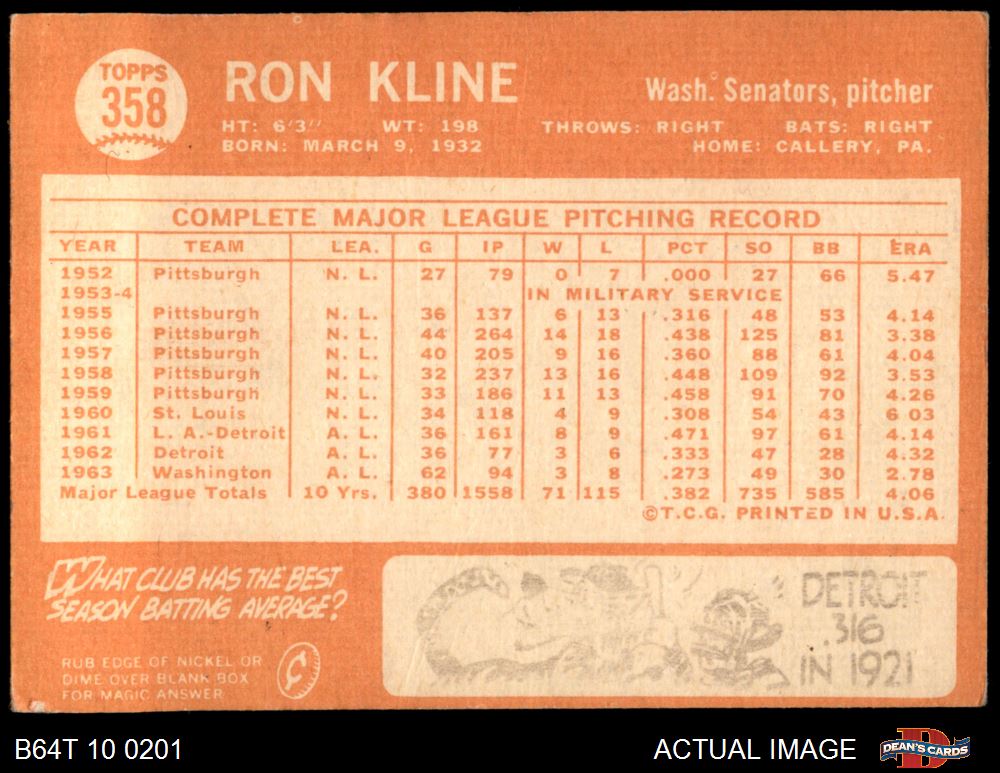 TOPPS
358
RON KLINE
Wash. Senators, pitcher
HT: 6'3" WT: 198 THROWS: RIGHT BATS: RIGHT
BORN: MARCH 9, 1932 HOME: CALLERY, PA.
COMPLETE MAJOR LEAGUE PITCHING RECORD
YEAR TEAM LEA. G IP W L PCT SO BB ERA
1952 Pittsburgh N. L. 27 79 0 7 .000 27 66 5.47
1953-4 IN MILITARY SERVICE
1955 Pittsburgh N. L. 36 137 6 13 .316 48 53 4.14
1956 Pittsburgh N. L. 44 264 14 18 .438 125 81 3.38
1957 Pittsburgh N. L. 40 205 9 16 .360 88 61 4.04
1958 Pittsburgh N. L. 32 237 13 16 .448 109 92 3.53
1959 Pittsburgh N. L. 33 186 11 13 .458 91 70 4.26
1960 St. Louis N. L. 34 118 4 9 .308 54 43 6 03
1961 L. A.-Detroit A. L. 36 161 8 9 .471 97 61 4.14
1962 Detroit A. L. 36 77 3 6 .333 47 28 4.32
1963 Washington A. L. 62 94 3 8 .273 49 30 2.78
Major League Totals 10 Yrs. 380 1558 71 115 .382 735 585 4.06
©T.C.G. PRINTED IN U.S.A.
WHAT CLUB HAS THE BEST
SEASON BATTING AVERAGE?
RUB EDGE OF NICKEL OR
DIME OVER BLANK BOX
FOR MAGIC ANSWER
DETROIT
.316
IN 1921
B64T 10 0201 ACTUAL IMAGE DEAN'S CARDS